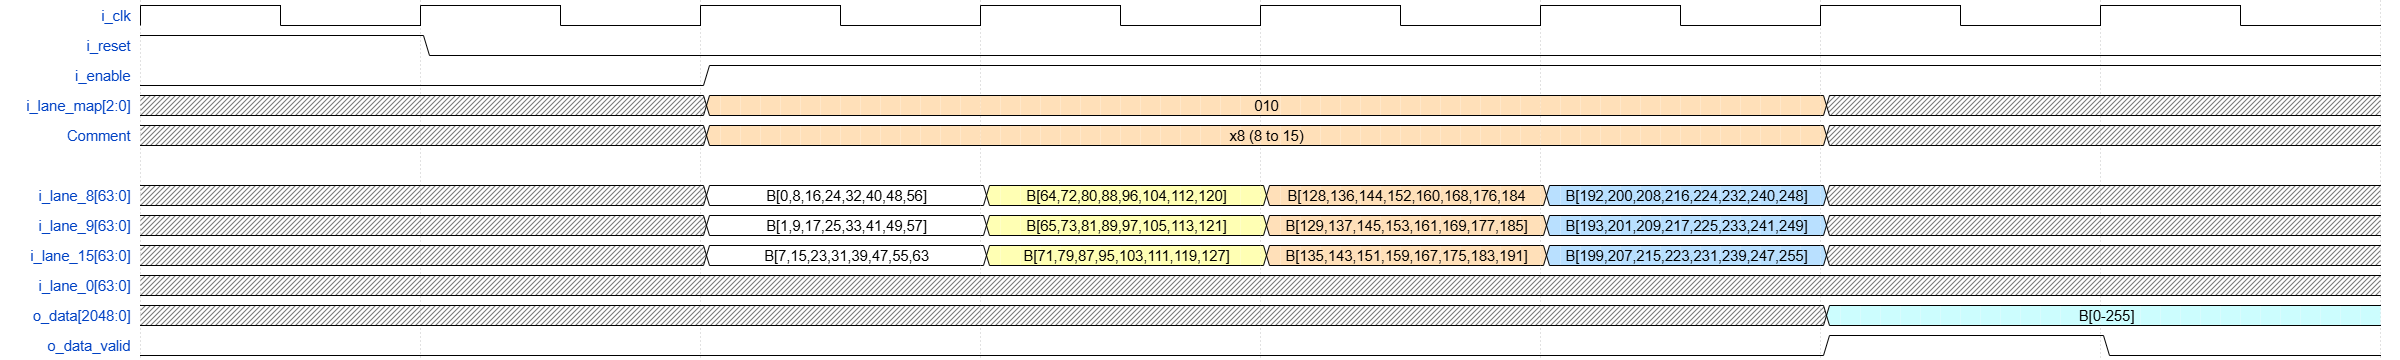 i_clk
i_reset
i_enable
i_lane_map[2:0] 010
Comment x8 (8 to 15)
i_lane_8[63:0] B[0,8,16,24,32,40,48,56] B[64,72,80,88,96,104,112,120] B[128,136,144,152,160,168,176,184 B[192,200,208,216,224,232,240,248]
i_lane_9[63:0] B[1,9,17,25,33,41,49,57] B[65,73,81,89,97,105,113,121] B[129,137,145,153,161,169,177,185] B[193,201,209,217,225,233,241,249]
i_lane_15[63:0] B[7,15,23,31,39,47,55,63 B[71,79,87,95,103,111,119,127] B[135,143,151,159,167,175,183,191] B[199,207,215,223,231,239,247,255]
i_lane_0[63:0]
o_data[2048:0] B[0-255]
o_data_valid